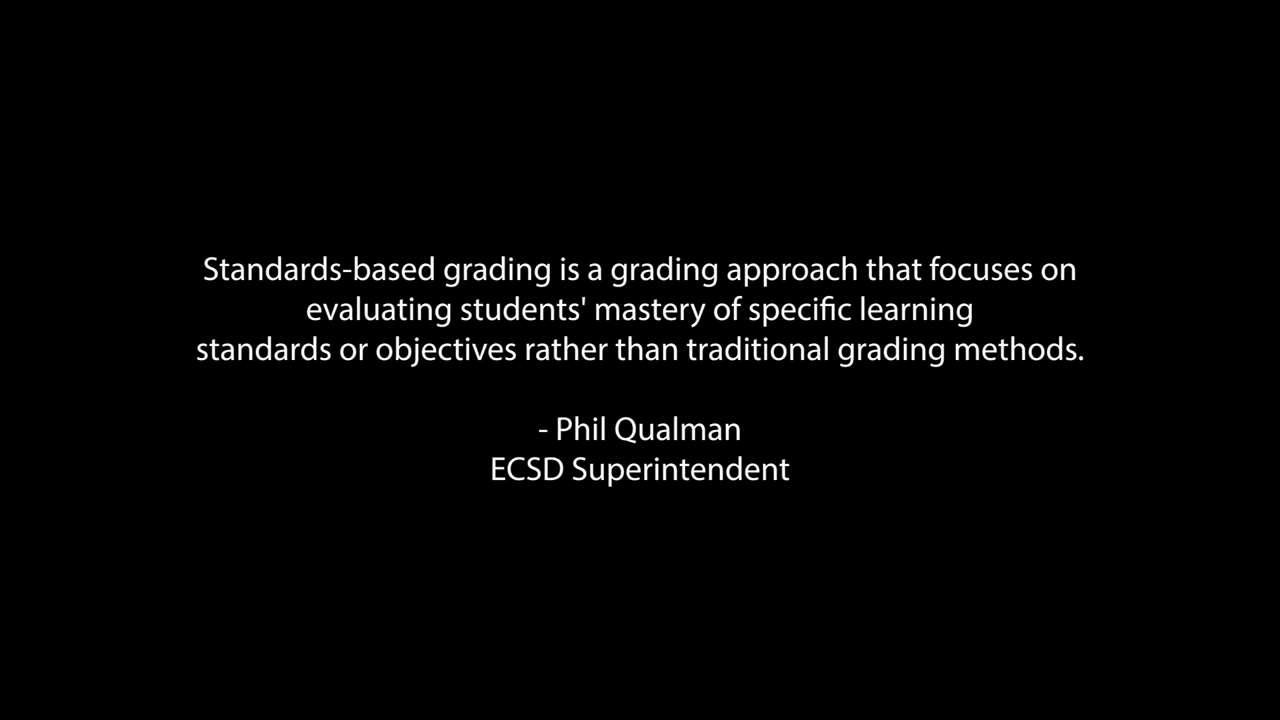 Standards-based grading is a grading approach that focuses on
evaluating students' mastery of specific learning
standards or objectives rather than traditional grading methods.
- Phil Qualman
ECSD Superintendent